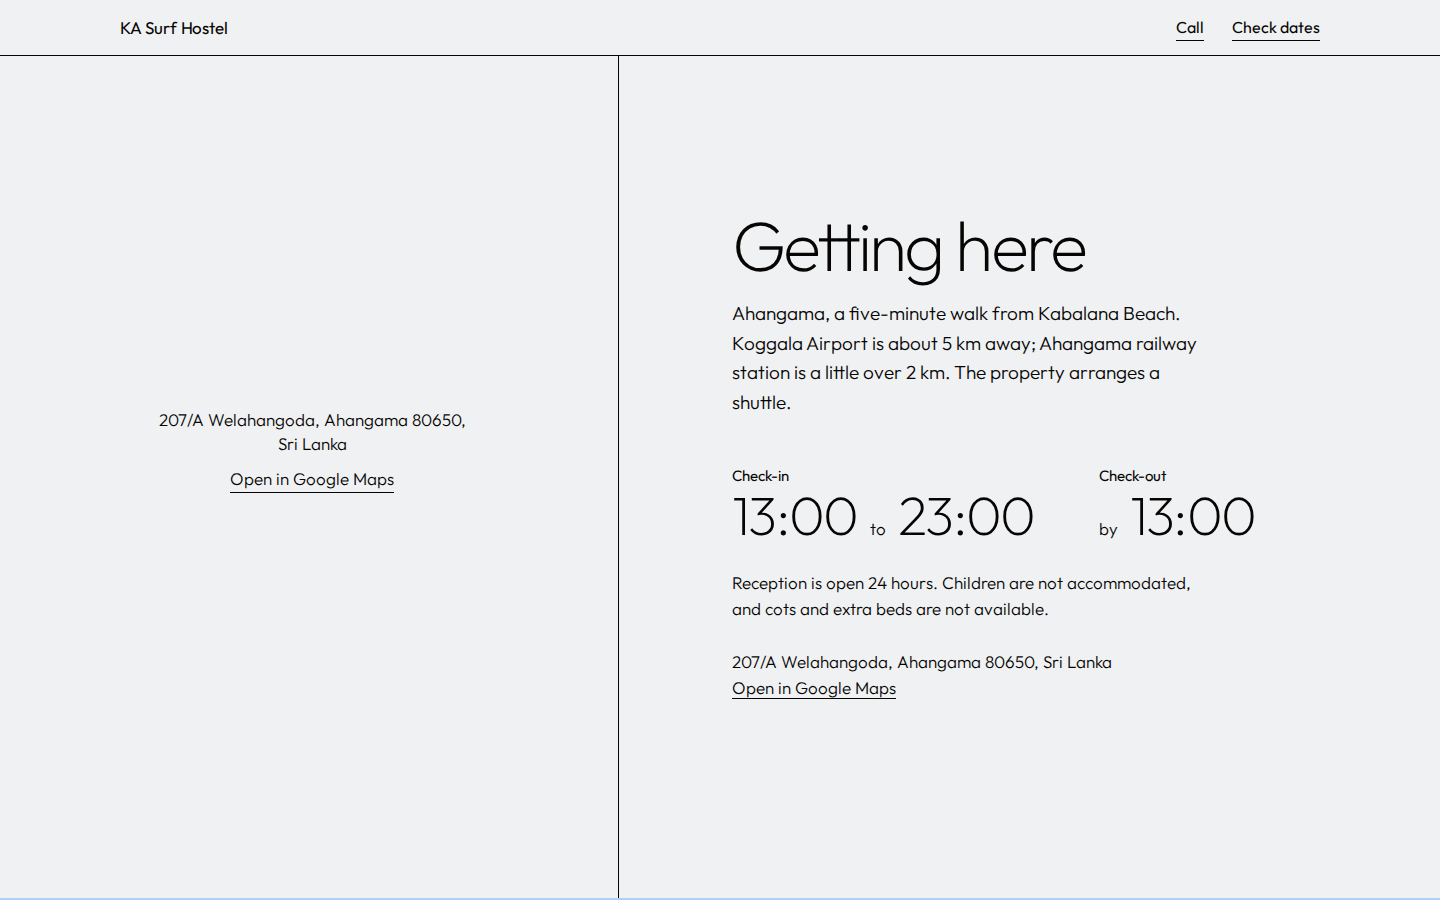 KA Surf Hostel
Call
Check dates
207/A Welahangoda, Ahangama 80650,
Sri Lanka
Open in Google Maps
Getting here
Ahangama, a five-minute walk from Kabalana Beach.
Koggala Airport is about 5 km away; Ahangama railway
station is a little over 2 km. The property arranges a
shuttle.
Check-in
13:00 to 23:00
Check-out
by 13:00
Reception is open 24 hours. Children are not accommodated,
and cots and extra beds are not available.
207/A Welahangoda, Ahangama 80650, Sri Lanka
Open in Google Maps